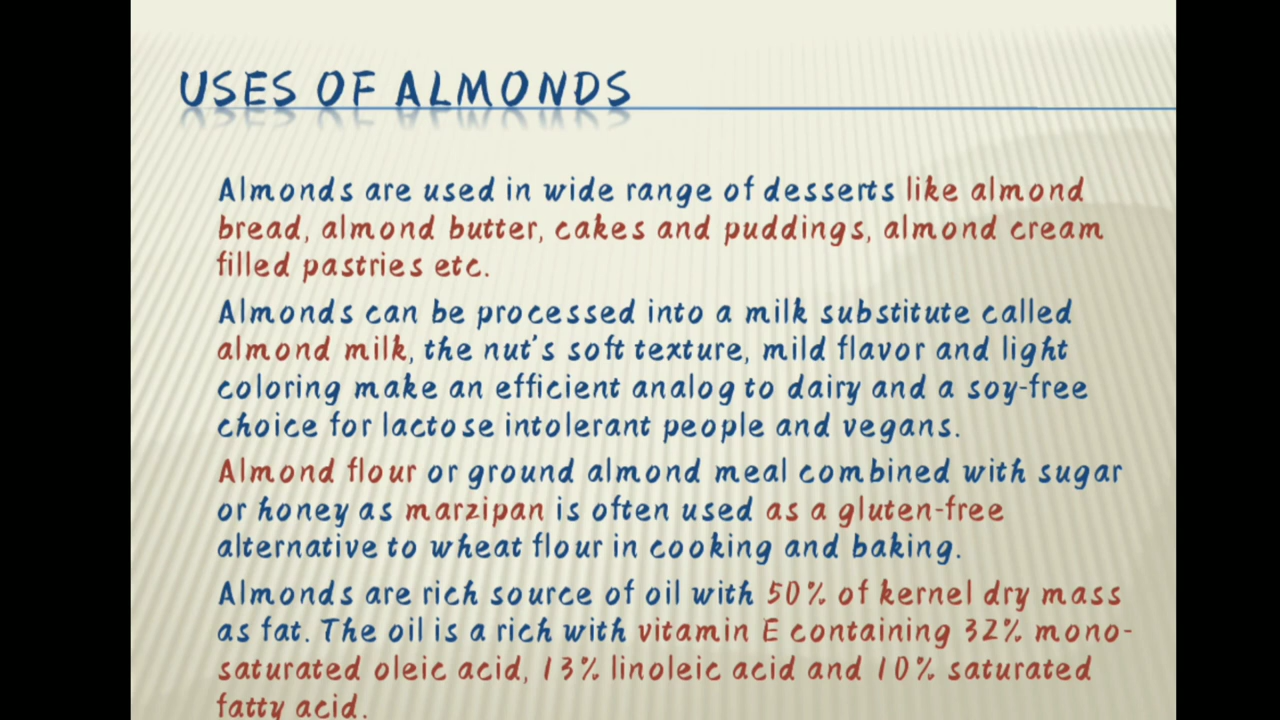 USES OF ALMONDS
Almonds are used in wide range of desserts like almond
bread, almond butter, cakes and puddings, almond cream
filled pastries etc.
Almonds can be processed into a milk substitute called
almond milk, the nut's soft texture, mild flavor and light
coloring make an efficient analog to dairy and a soy-free
choice for lactose intolerant people and vegans.
Almond flour or ground almond meal combined with sugar
or honey as marzipan is often used as a gluten-free
alternative to wheat flour in cooking and baking.
Almonds are rich source of oil with 50% of kernel dry mass
as fat. The oil is a rich with vitamin E containing 32% mono-
saturated oleic acid, 13% linoleic acid and 10% saturated
fatty acid.